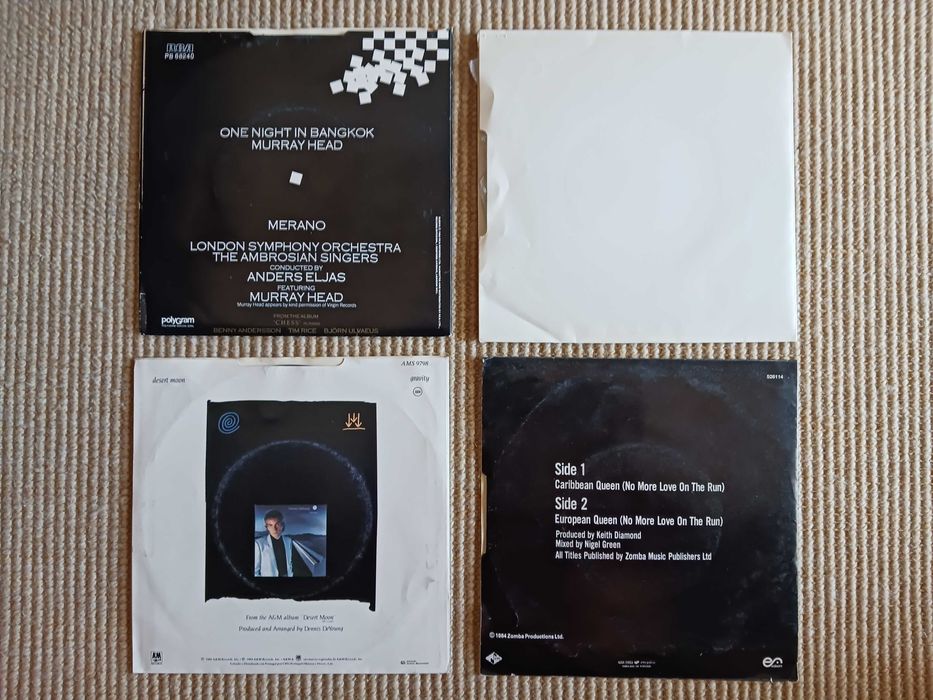 RCA
PB 68240
ONE NIGHT IN BANGKOK
MURRAY HEAD
MERANO
LONDON SYMPHONY ORCHESTRA
THE AMBROSIAN SINGERS
CONDUCTED BY
ANDERS ELJAS
FEATURING
MURRAY HEAD
Murray Head appears by kind permission of Virgin Records
FROM THE ALBUM
'CHESS'
BENNY ANDERSSON TIM RICE BJÖRN ULVAEUS
polygram
AMS 9798
desert moon
gravity
From the A&M album "Desert Moon"
Produced and Arranged by Dennis DeYoung
AM
Side 1
Caribbean Queen (No More Love On The Run)
Side 2
European Queen (No More Love On The Run)
Produced by Keith Diamond
Mixed by Nigel Green
All Titles Published by Zomba Music Publishers Ltd
© 1984 Zomba Productions Ltd.